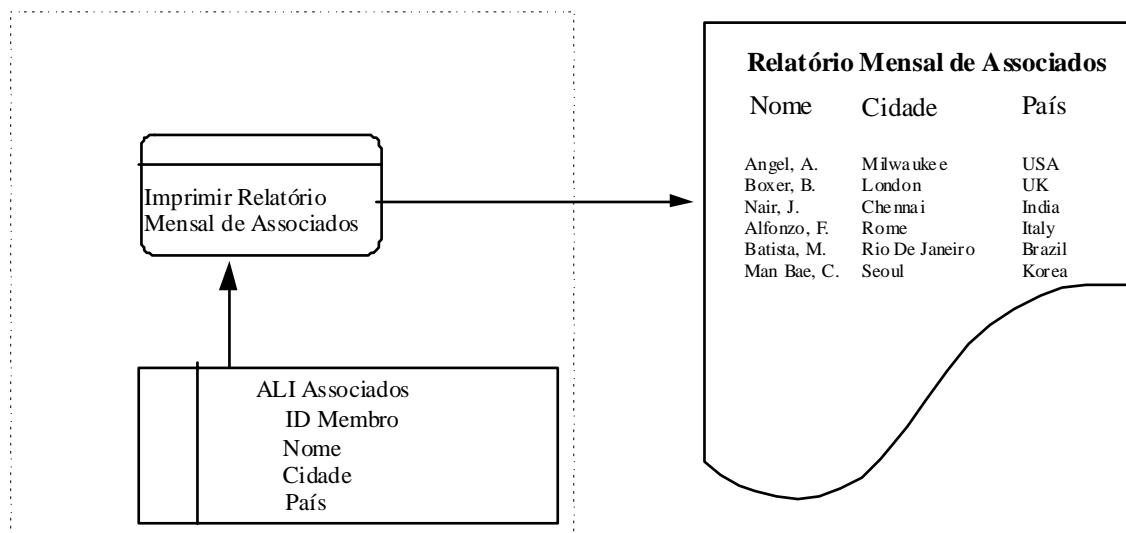 Relatório Mensal de Associados
Nome Cidade País
Angel, A. Milwaukee USA
Boxer, B. London UK
Nair, J. Chennai India
Alfonzo, F. Rome Italy
Batista, M. Rio De Janeiro Brazil
Man Bae, C. Seoul Korea
Imprimir Relatório
Mensal de Associados
ALI Associados
ID Membro
Nome
Cidade
País